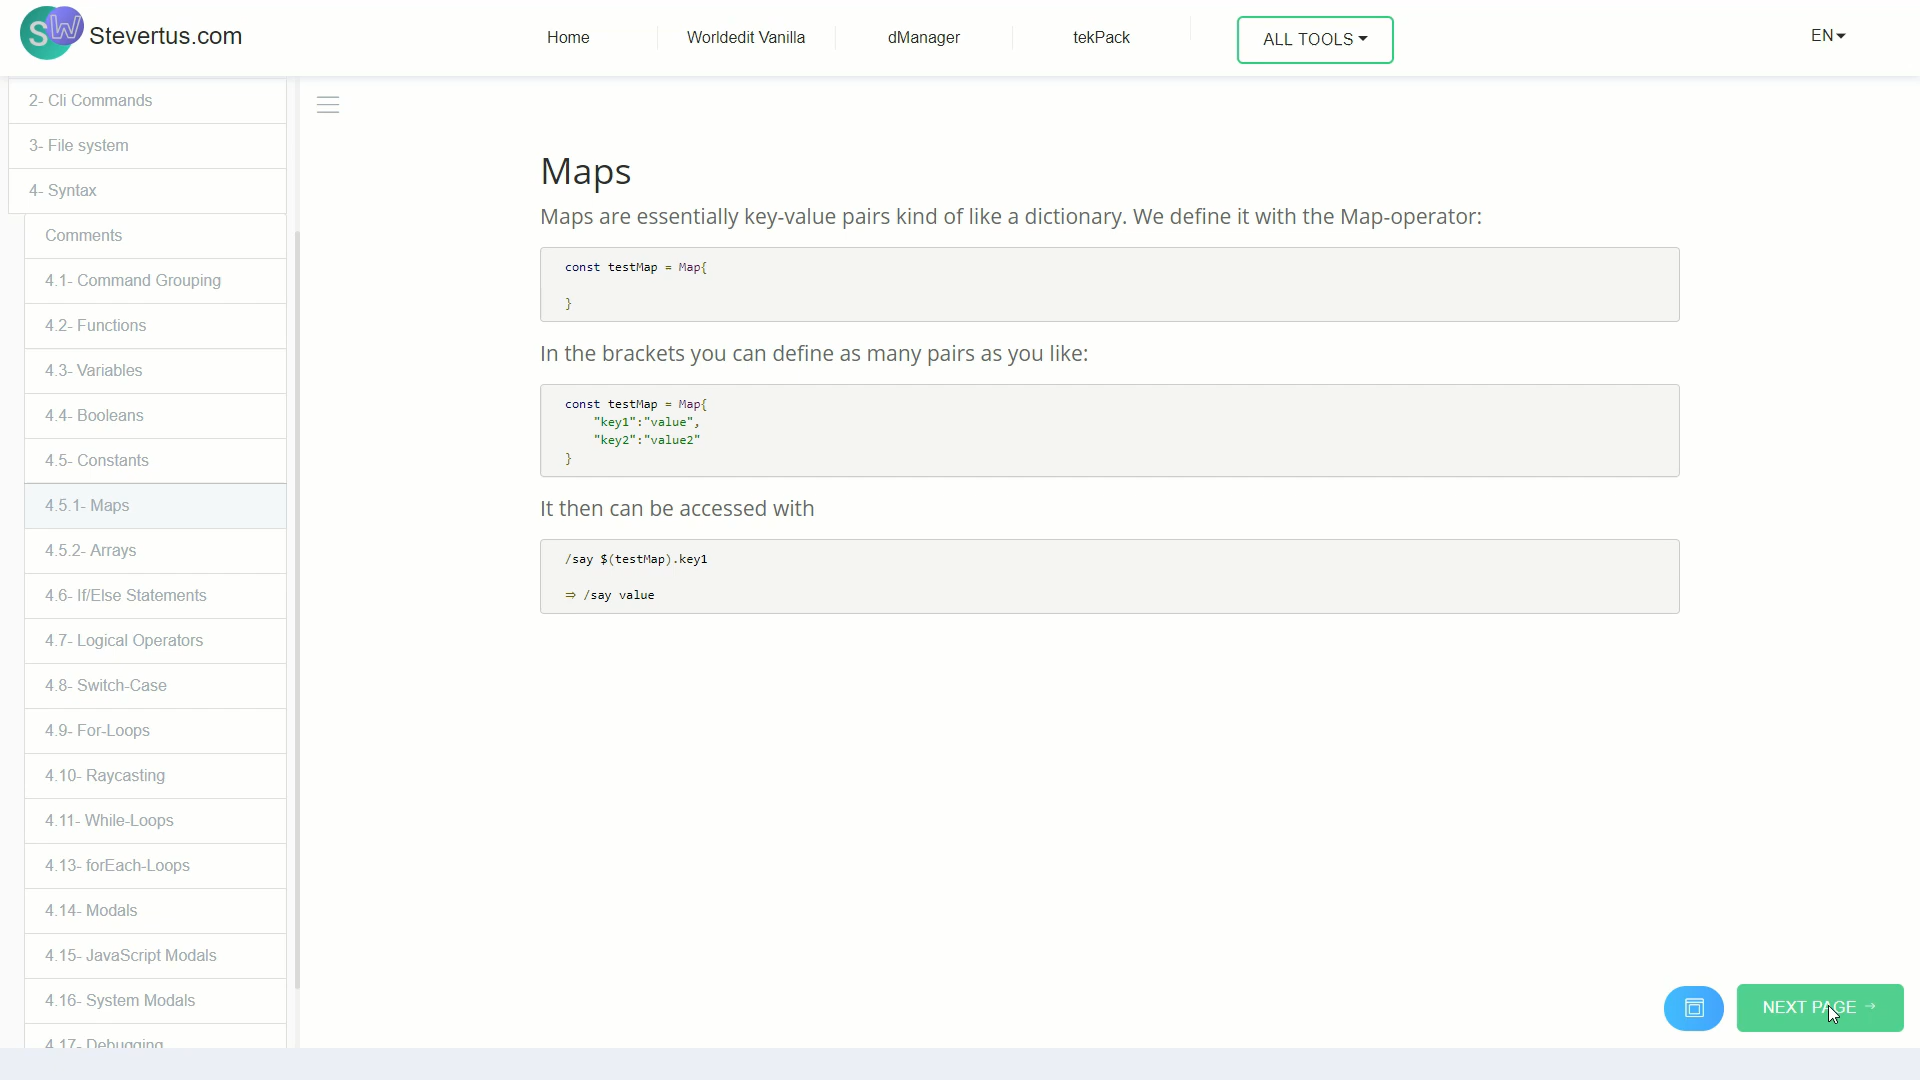 SW Stevertus.com
Home
Worldedit Vanilla
dManager
tekPack
ALL TOOLS
EN
2- Cli Commands
3- File system
4- Syntax
Comments
4.1- Command Grouping
4.2- Functions
4.3- Variables
4.4- Booleans
4.5- Constants
4.5.1- Maps
4.5.2- Arrays
4.6- If/Else Statements
4.7- Logical Operators
4.8- Switch-Case
4.9- For-Loops
4.10- Raycasting
4.11- While-Loops
4.13- forEach-Loops
4.14- Modals
4.15- JavaScript Modals
4.16- System Modals
4.17- Debugging
Maps
Maps are essentially key-value pairs kind of like a dictionary. We define it with the Map-operator:
const testMap = Map{
}
In the brackets you can define as many pairs as you like:
const testMap = Map{
"key1":"value",
"key2":"value2"
}
It then can be accessed with
/say $(testMap).key1
⇒ /say value
NEXT PAGE →